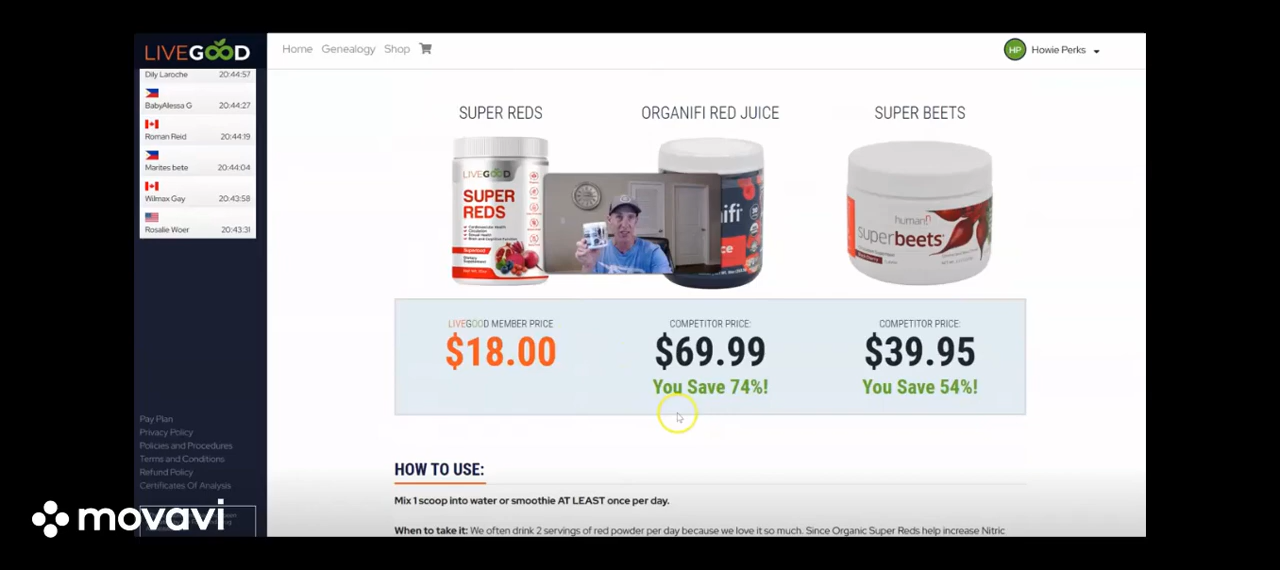 LIVEGOOD
Home Genealogy Shop
HP Howie Perks
Dily Laroche 20:44:57
BabyAlessa G 20:44:27
Roman Reid 20:44:19
Marites bete 20:44:04
Wilmax Gay 20:43:58
Rosalie Woer 20:43:31
SUPER REDS ORGANIFI RED JUICE SUPER BEETS
LIVEGOOD
SUPER
REDS
humann
superbeets
LIVEGOOD MEMBER PRICE COMPETITOR PRICE: COMPETITOR PRICE:
$18.00 $69.99 $39.95
You Save 74%! You Save 54%!
HOW TO USE:
Mix 1 scoop into water or smoothie AT LEAST once per day.
When to take it: We often drink 2 servings of red powder per day because we love it so much. Since Organic Super Reds help increase Nitric
Pay Plan
Privacy Policy
Policies and Procedures
Terms and Conditions
Refund Policy
Certificates Of Analysis
movavi